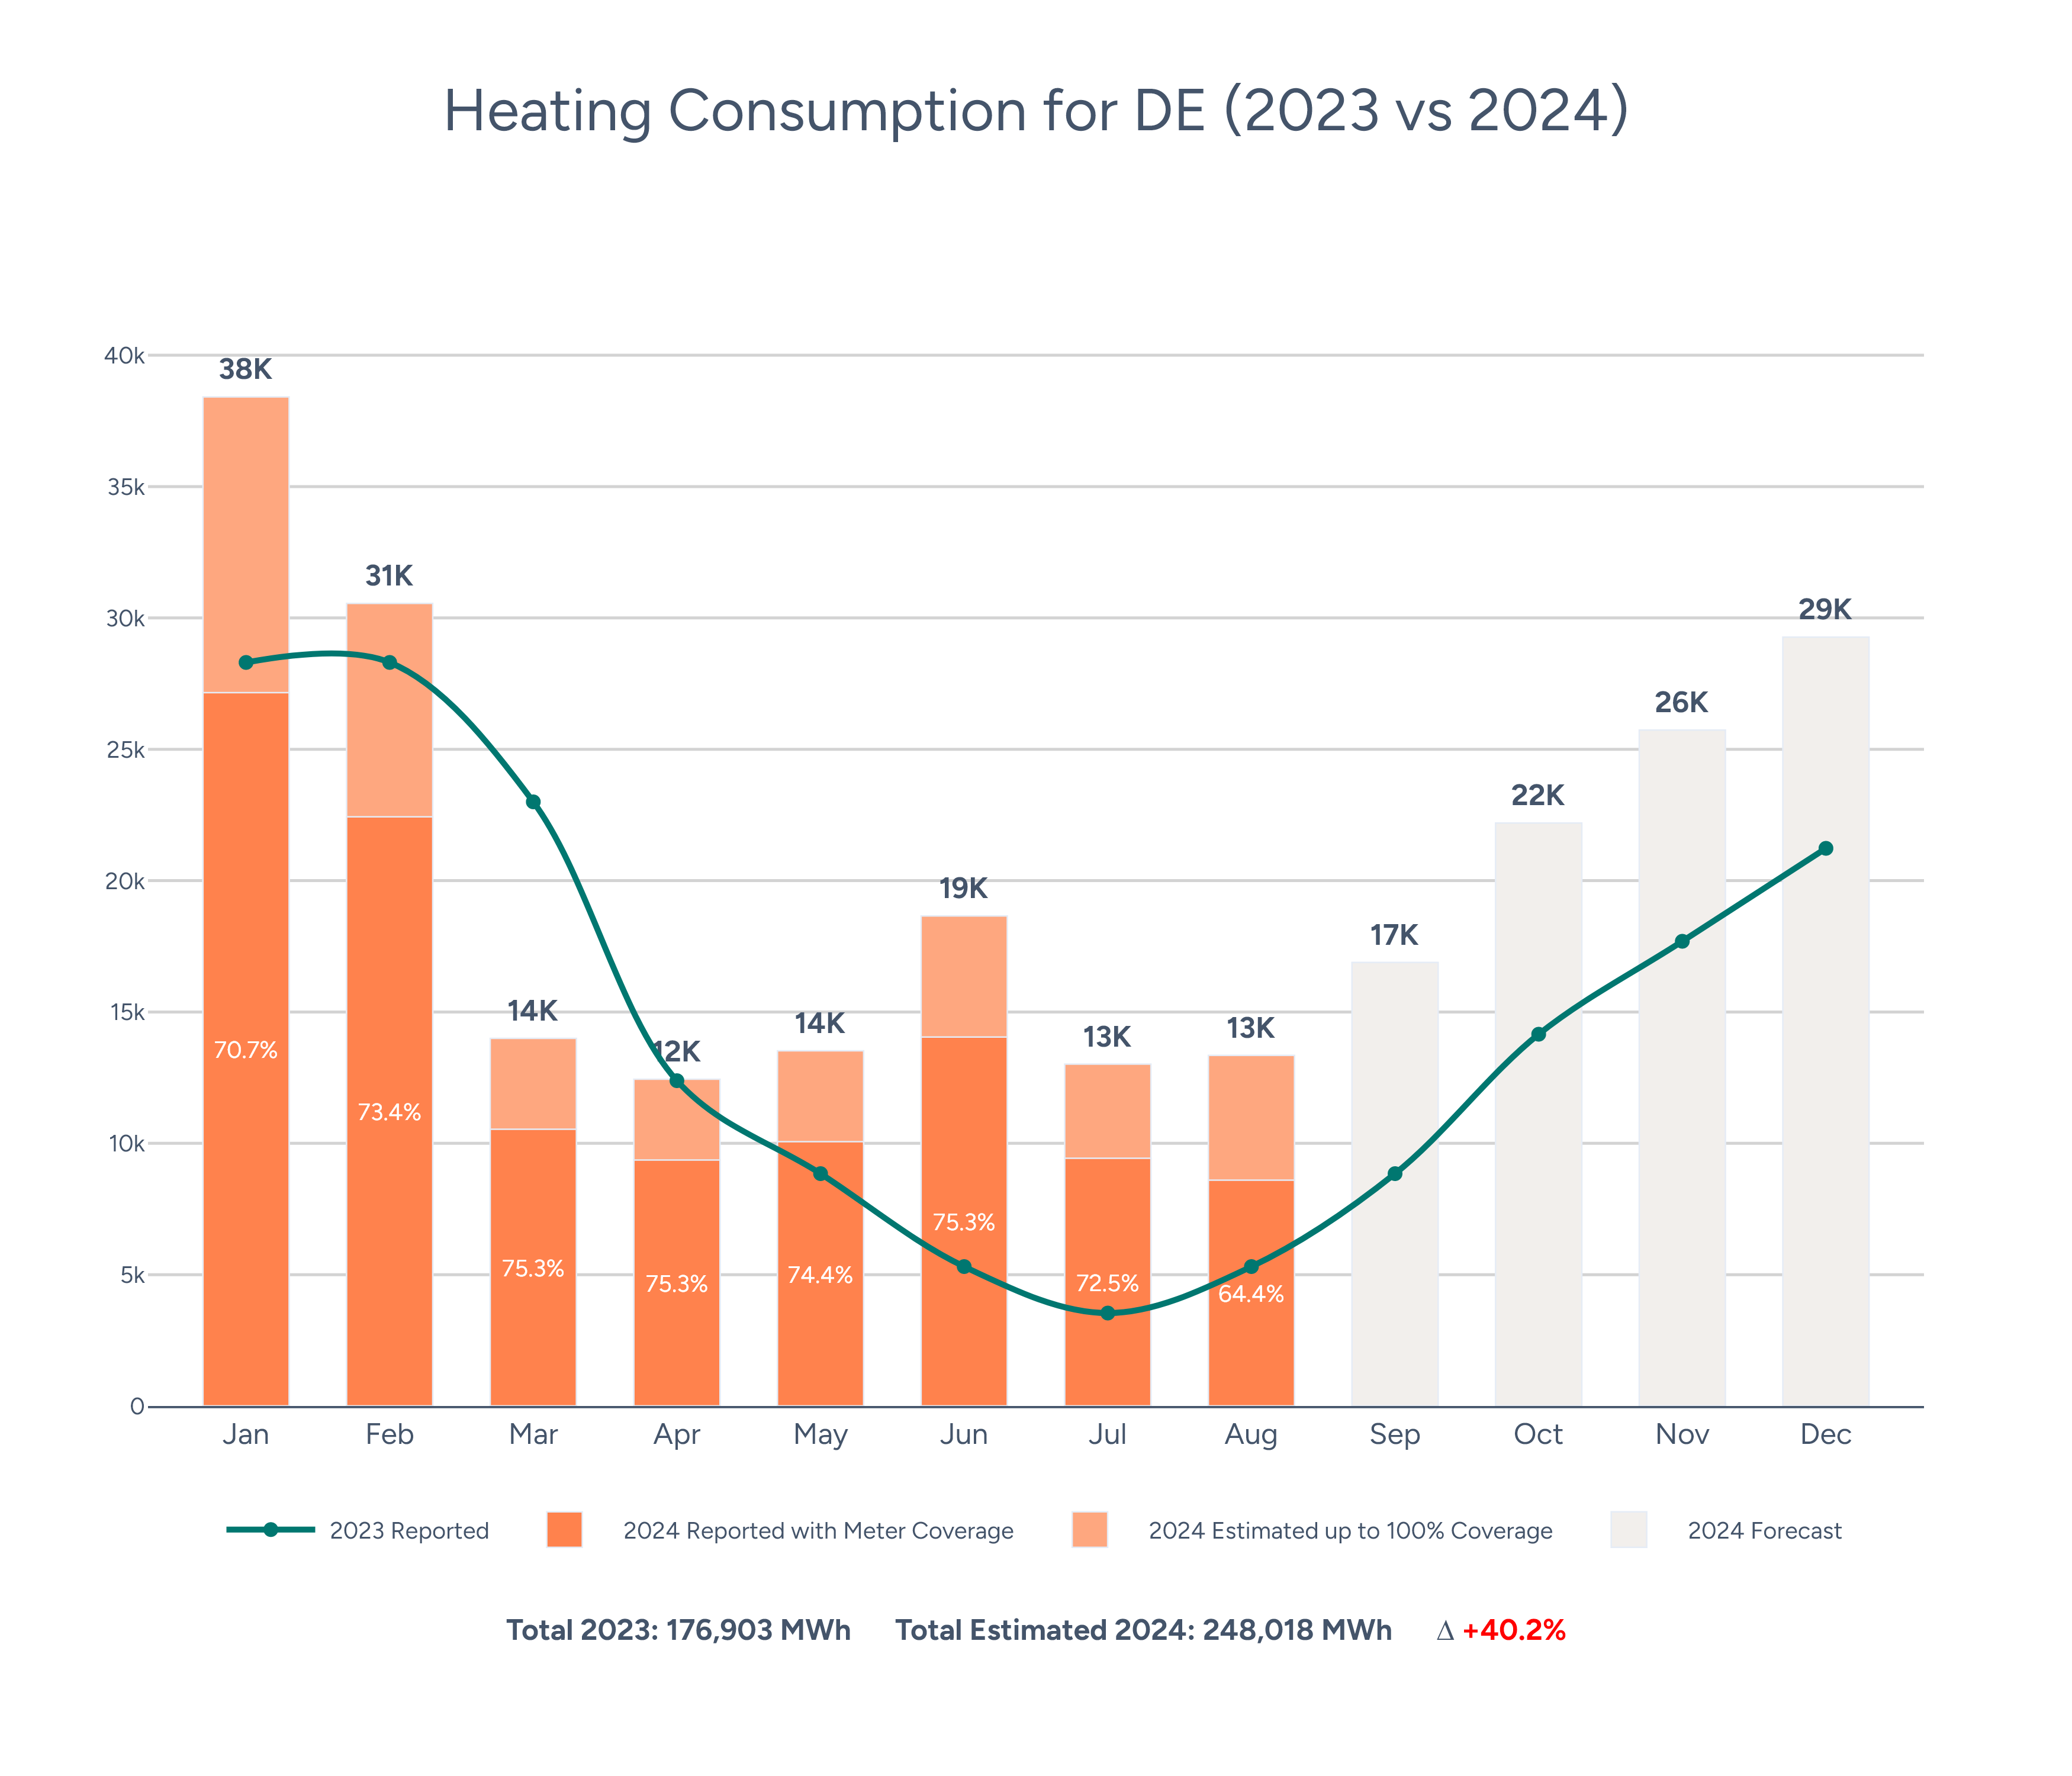 Heating Consumption for DE (2023 vs 2024)
40k
38K
35k
31K
30k
29K
26K
25k
22K
20k
19K
17K
15k
14K
12K
14K
13K
13K
10k
70.7%
73.4%
75.3%
75.3%
74.4%
75.3%
72.5%
64.4%
5k
0
Jan Feb Mar Apr May Jun Jul Aug Sep Oct Nov Dec
2023 Reported 2024 Reported with Meter Coverage 2024 Estimated up to 100% Coverage 2024 Forecast
Total 2023: 176,903 MWh Total Estimated 2024: 248,018 MWh Δ +40.2%